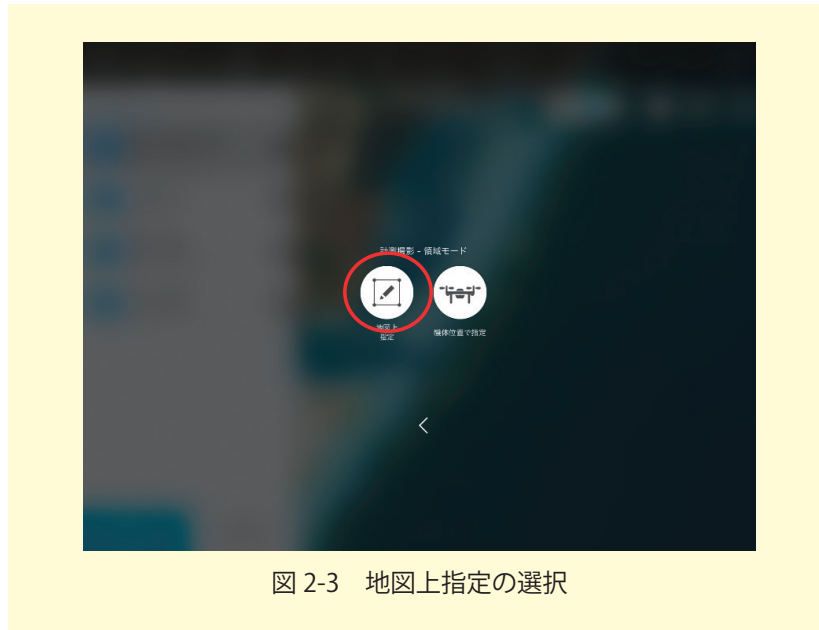 計測撮影 - 領域モード
地図上
指定
機体位置で指定
図 2-3　地図上指定の選択